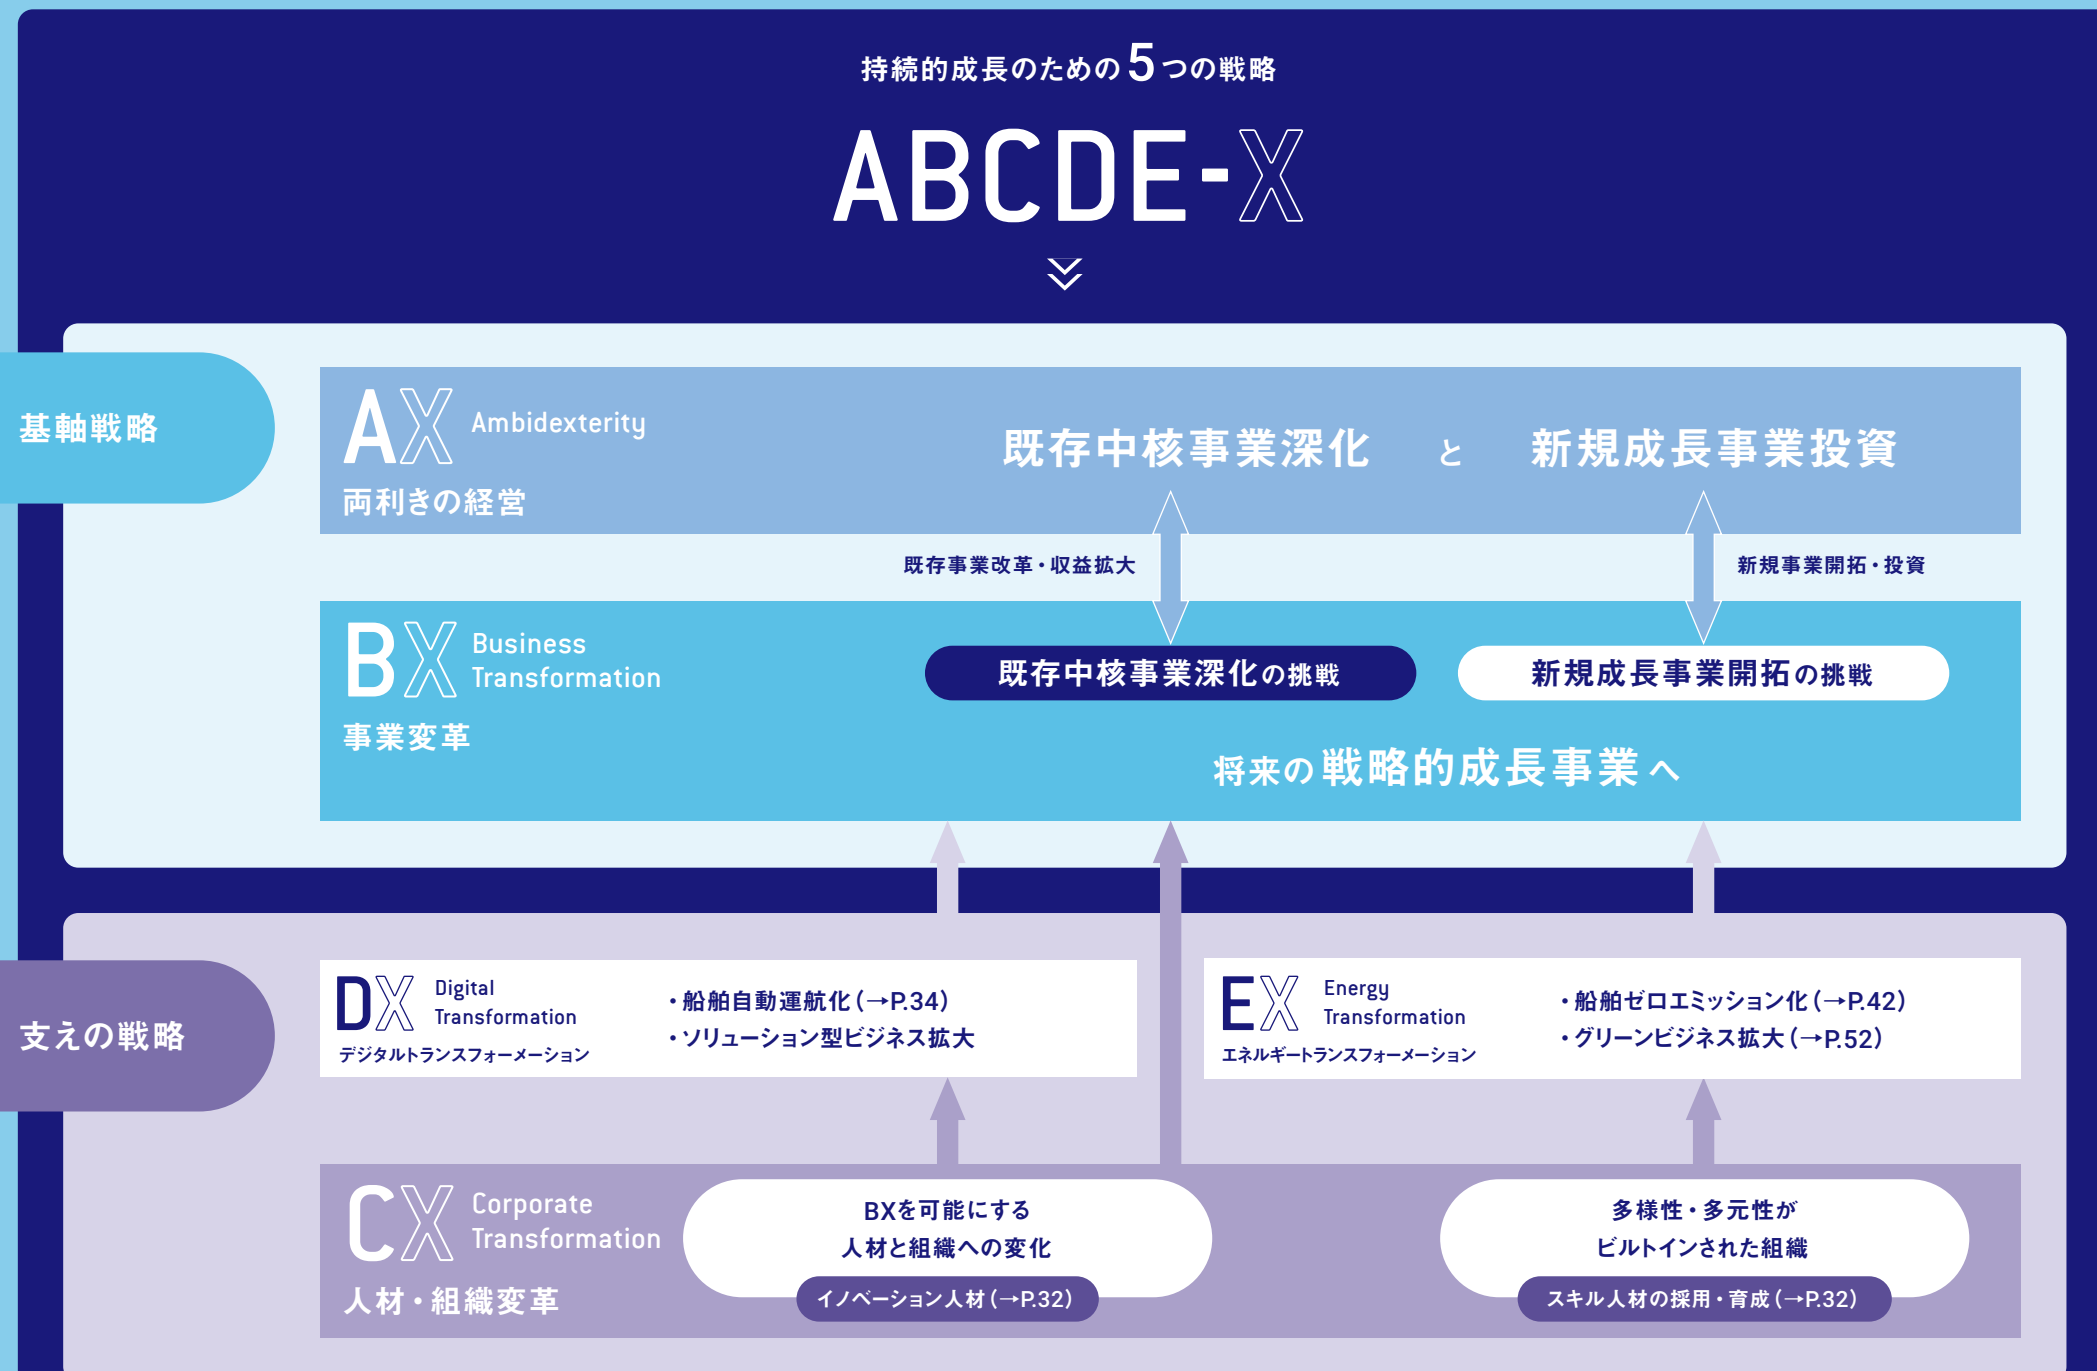 持続的成長のための5つの戦略
ABCDE-X
基軸戦略
AX Ambidexterity
両利きの経営
既存中核事業深化 と 新規成長事業投資
既存事業改革・収益拡大
新規事業開拓・投資
BX Business
Transformation
事業変革
既存中核事業深化の挑戦
新規成長事業開拓の挑戦
将来の戦略的成長事業へ
支えの戦略
DX Digital
Transformation
デジタルトランスフォーメーション
・船舶自動運航化(→P.34)
・ソリューション型ビジネス拡大
EX Energy
Transformation
エネルギートランスフォーメーション
・船舶ゼロエミッション化(→P.42)
・グリーンビジネス拡大(→P.52)
CX Corporate
Transformation
人材・組織変革
BXを可能にする
人材と組織への変化
イノベーション人材(→P.32)
多様性・多元性が
ビルトインされた組織
スキル人材の採用・育成(→P.32)